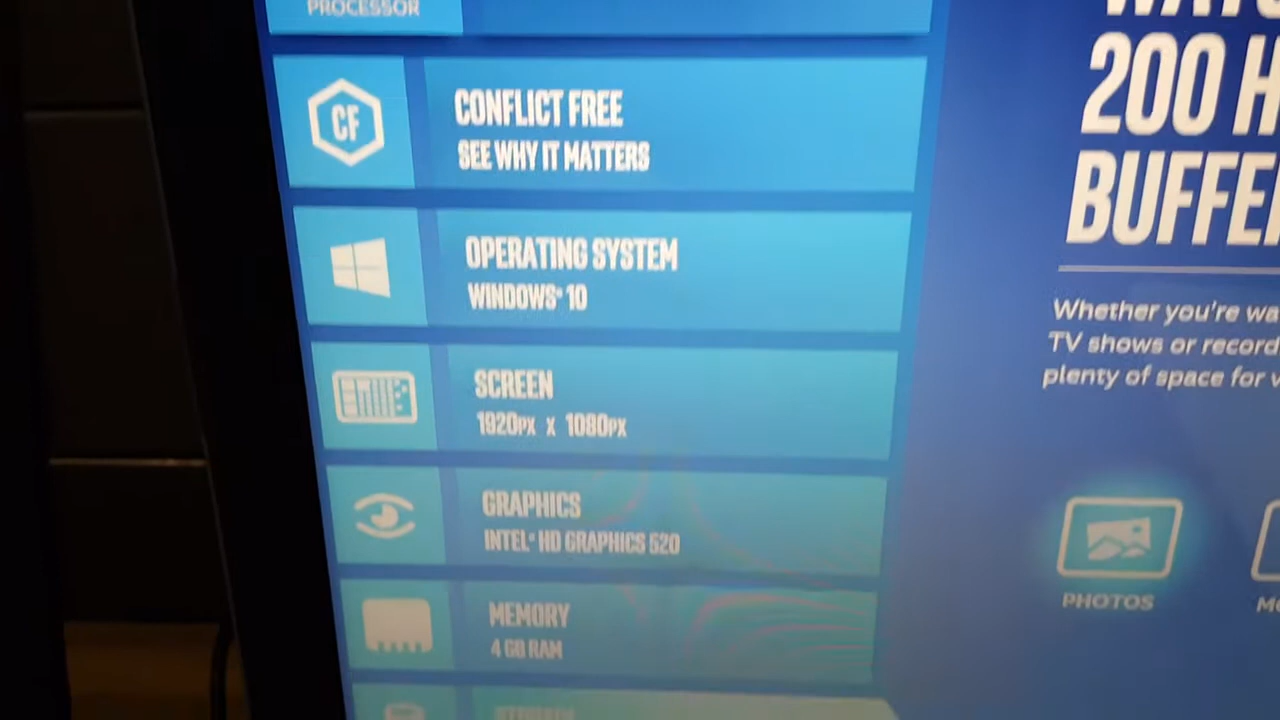 PROCESSOR
CF
CONFLICT FREE
SEE WHY IT MATTERS
OPERATING SYSTEM
WINDOWS® 10
SCREEN
1920PX X 1080PX
GRAPHICS
INTEL® HD GRAPHICS 520
MEMORY
4 GB RAM
200 H
BUFFE
Whether you're wa
TV shows or record
plenty of space for v
PHOTOS